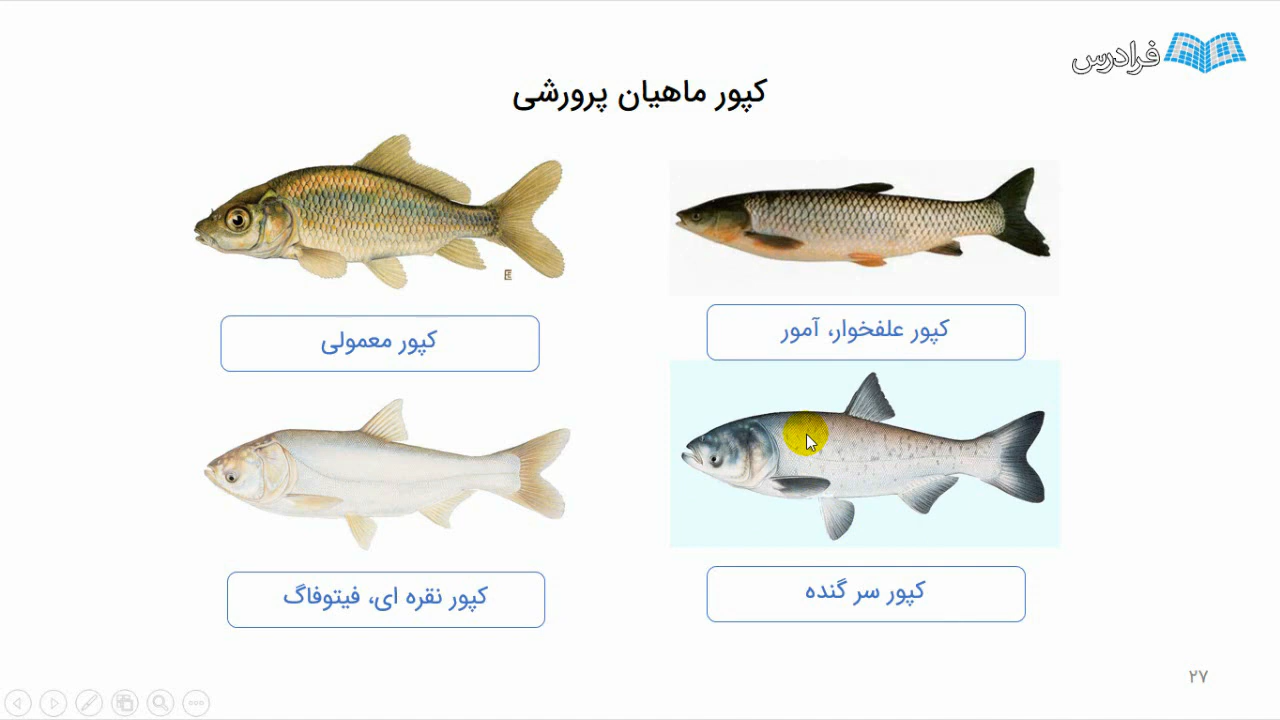 فرادرس
کپور ماهیان پرورشی
کپور علفخوار، آمور
کپور معمولی
کپور سر گنده
کپور نقره ای، فیتوفاگ
۲۷